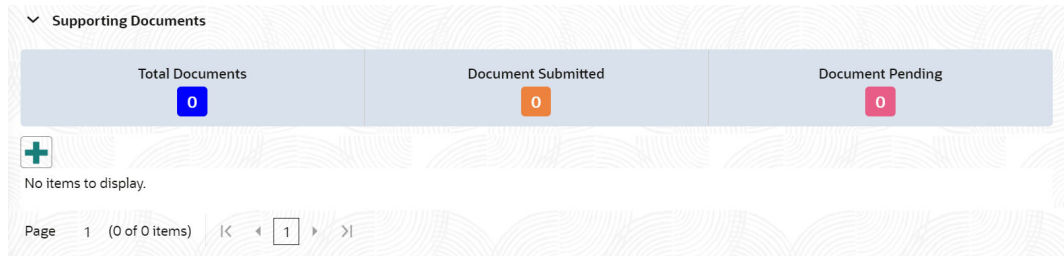 Supporting Documents
Total Documents Document Submitted Document Pending
0 0 0
No items to display.
Page 1 (0 of 0 items) 1